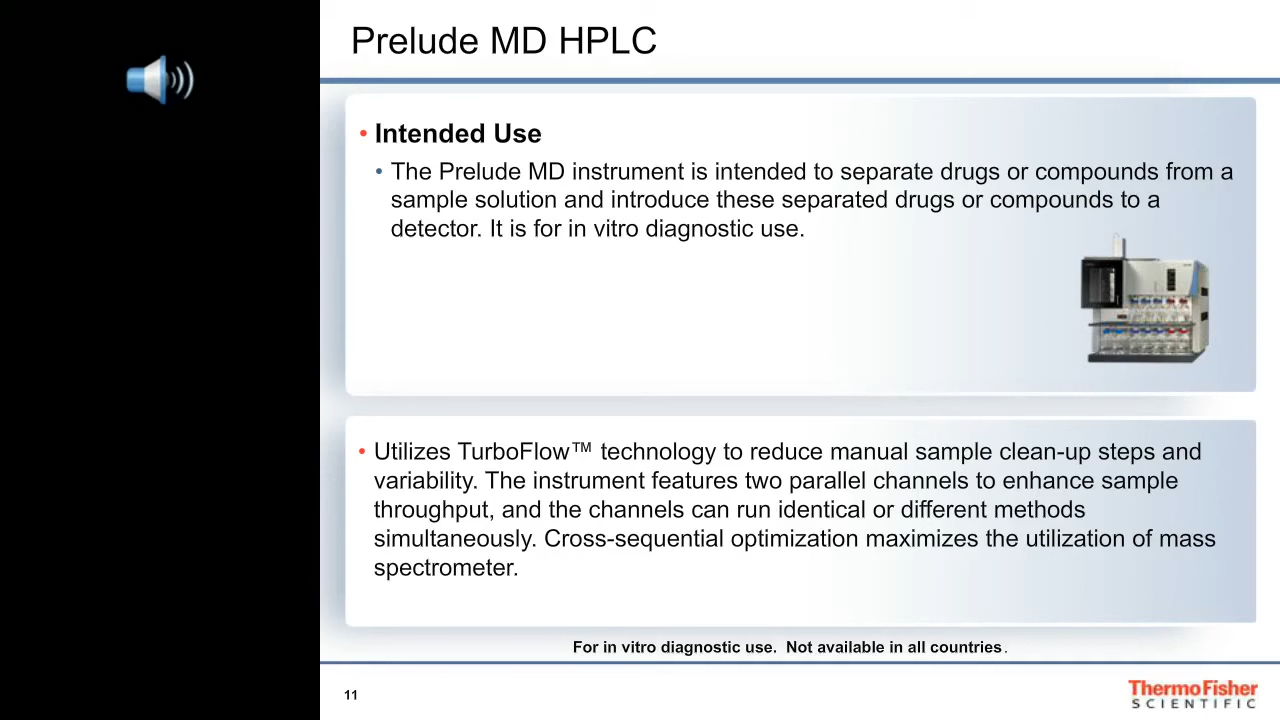 Prelude MD HPLC
• Intended Use
• The Prelude MD instrument is intended to separate drugs or compounds from a
sample solution and introduce these separated drugs or compounds to a
detector. It is for in vitro diagnostic use.
• Utilizes TurboFlow™ technology to reduce manual sample clean-up steps and
variability. The instrument features two parallel channels to enhance sample
throughput, and the channels can run identical or different methods
simultaneously. Cross-sequential optimization maximizes the utilization of mass
spectrometer.
For in vitro diagnostic use.  Not available in all countries.
11
ThermoFisher
SCIENTIFIC